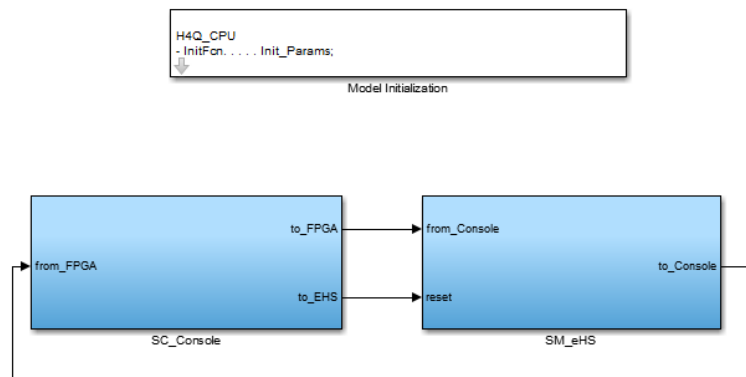 H4Q_CPU
- InitFcn. . . . . Init_Params;
Model Initialization
to_FPGA
from_Console
from_FPGA
to_Console
to_EHS
reset
SC_Console
SM_eHS